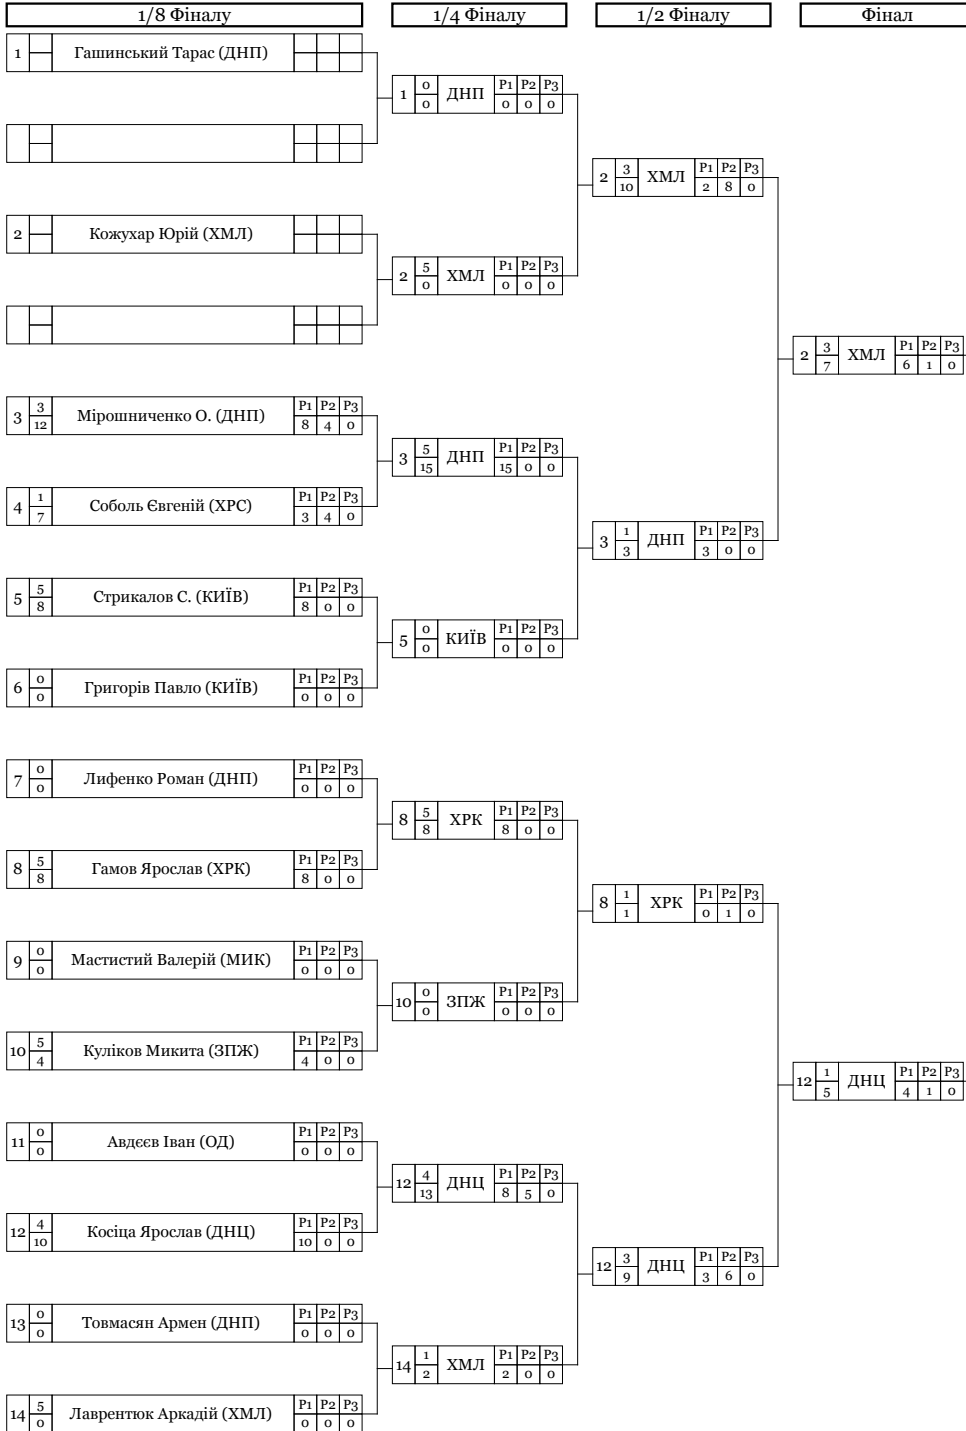 1/8 Фіналу 1/4 Фіналу 1/2 Фіналу Фінал
1 Гашинський Тарас (ДНП)
1 0 ДНП P1 P2 P3
0 0 0 0
2 3 ХМЛ P1 P2 P3
10 2 8 0
2 Кожухар Юрій (ХМЛ)
2 5 ХМЛ P1 P2 P3
0 0 0 0
2 3 ХМЛ P1 P2 P3
7 6 1 0
3 3 Мірошниченко О. (ДНП) P1 P2 P3
12 8 4 0
3 5 ДНП P1 P2 P3
15 15 0 0
4 1 Соболь Євгеній (ХРС) P1 P2 P3
7 3 4 0
3 1 ДНП P1 P2 P3
3 3 0 0
5 5 Стрикалов С. (КИЇВ) P1 P2 P3
8 8 0 0
5 0 КИЇВ P1 P2 P3
0 0 0 0
6 0 Григорів Павло (КИЇВ) P1 P2 P3
0 0 0 0
7 0 Лифенко Роман (ДНП) P1 P2 P3
0 0 0 0
8 5 ХРК P1 P2 P3
8 8 0 0
8 5 Гамов Ярослав (ХРК) P1 P2 P3
8 8 0 0
8 1 ХРК P1 P2 P3
1 0 1 0
9 0 Мастистий Валерій (МИК) P1 P2 P3
0 0 0 0
10 0 ЗПЖ P1 P2 P3
0 0 0 0
10 5 Куліков Микита (ЗПЖ) P1 P2 P3
4 4 0 0
12 1 ДНЦ P1 P2 P3
5 4 1 0
11 0 Авдєєв Іван (ОД) P1 P2 P3
0 0 0 0
12 4 ДНЦ P1 P2 P3
13 8 5 0
12 4 Косіца Ярослав (ДНЦ) P1 P2 P3
10 10 0 0
12 3 ДНЦ P1 P2 P3
9 3 6 0
13 0 Товмасян Армен (ДНП) P1 P2 P3
0 0 0 0
14 1 ХМЛ P1 P2 P3
2 2 0 0
14 5 Лаврентюк Аркадій (ХМЛ) P1 P2 P3
0 0 0 0